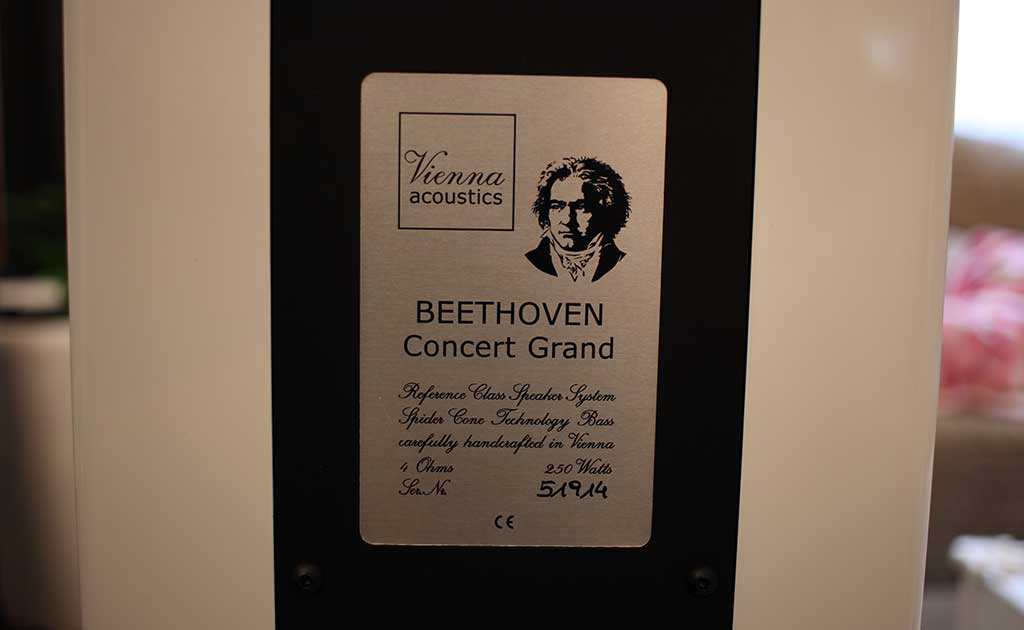 Vienna
acoustics
BEETHOVEN
Concert Grand
Reference Class Speaker System
Spider Cone Technology Bass
carefully handcrafted in Vienna
4 Ohms 250 Watts
Ser. Nr. 51914
CE